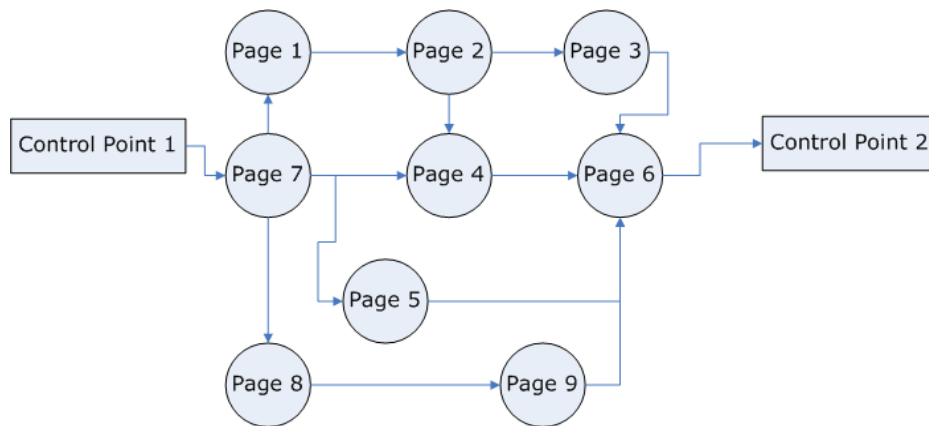 Page 1
Page 2
Page 3
Control Point 1
Page 7
Page 4
Page 6
Control Point 2
Page 5
Page 8
Page 9